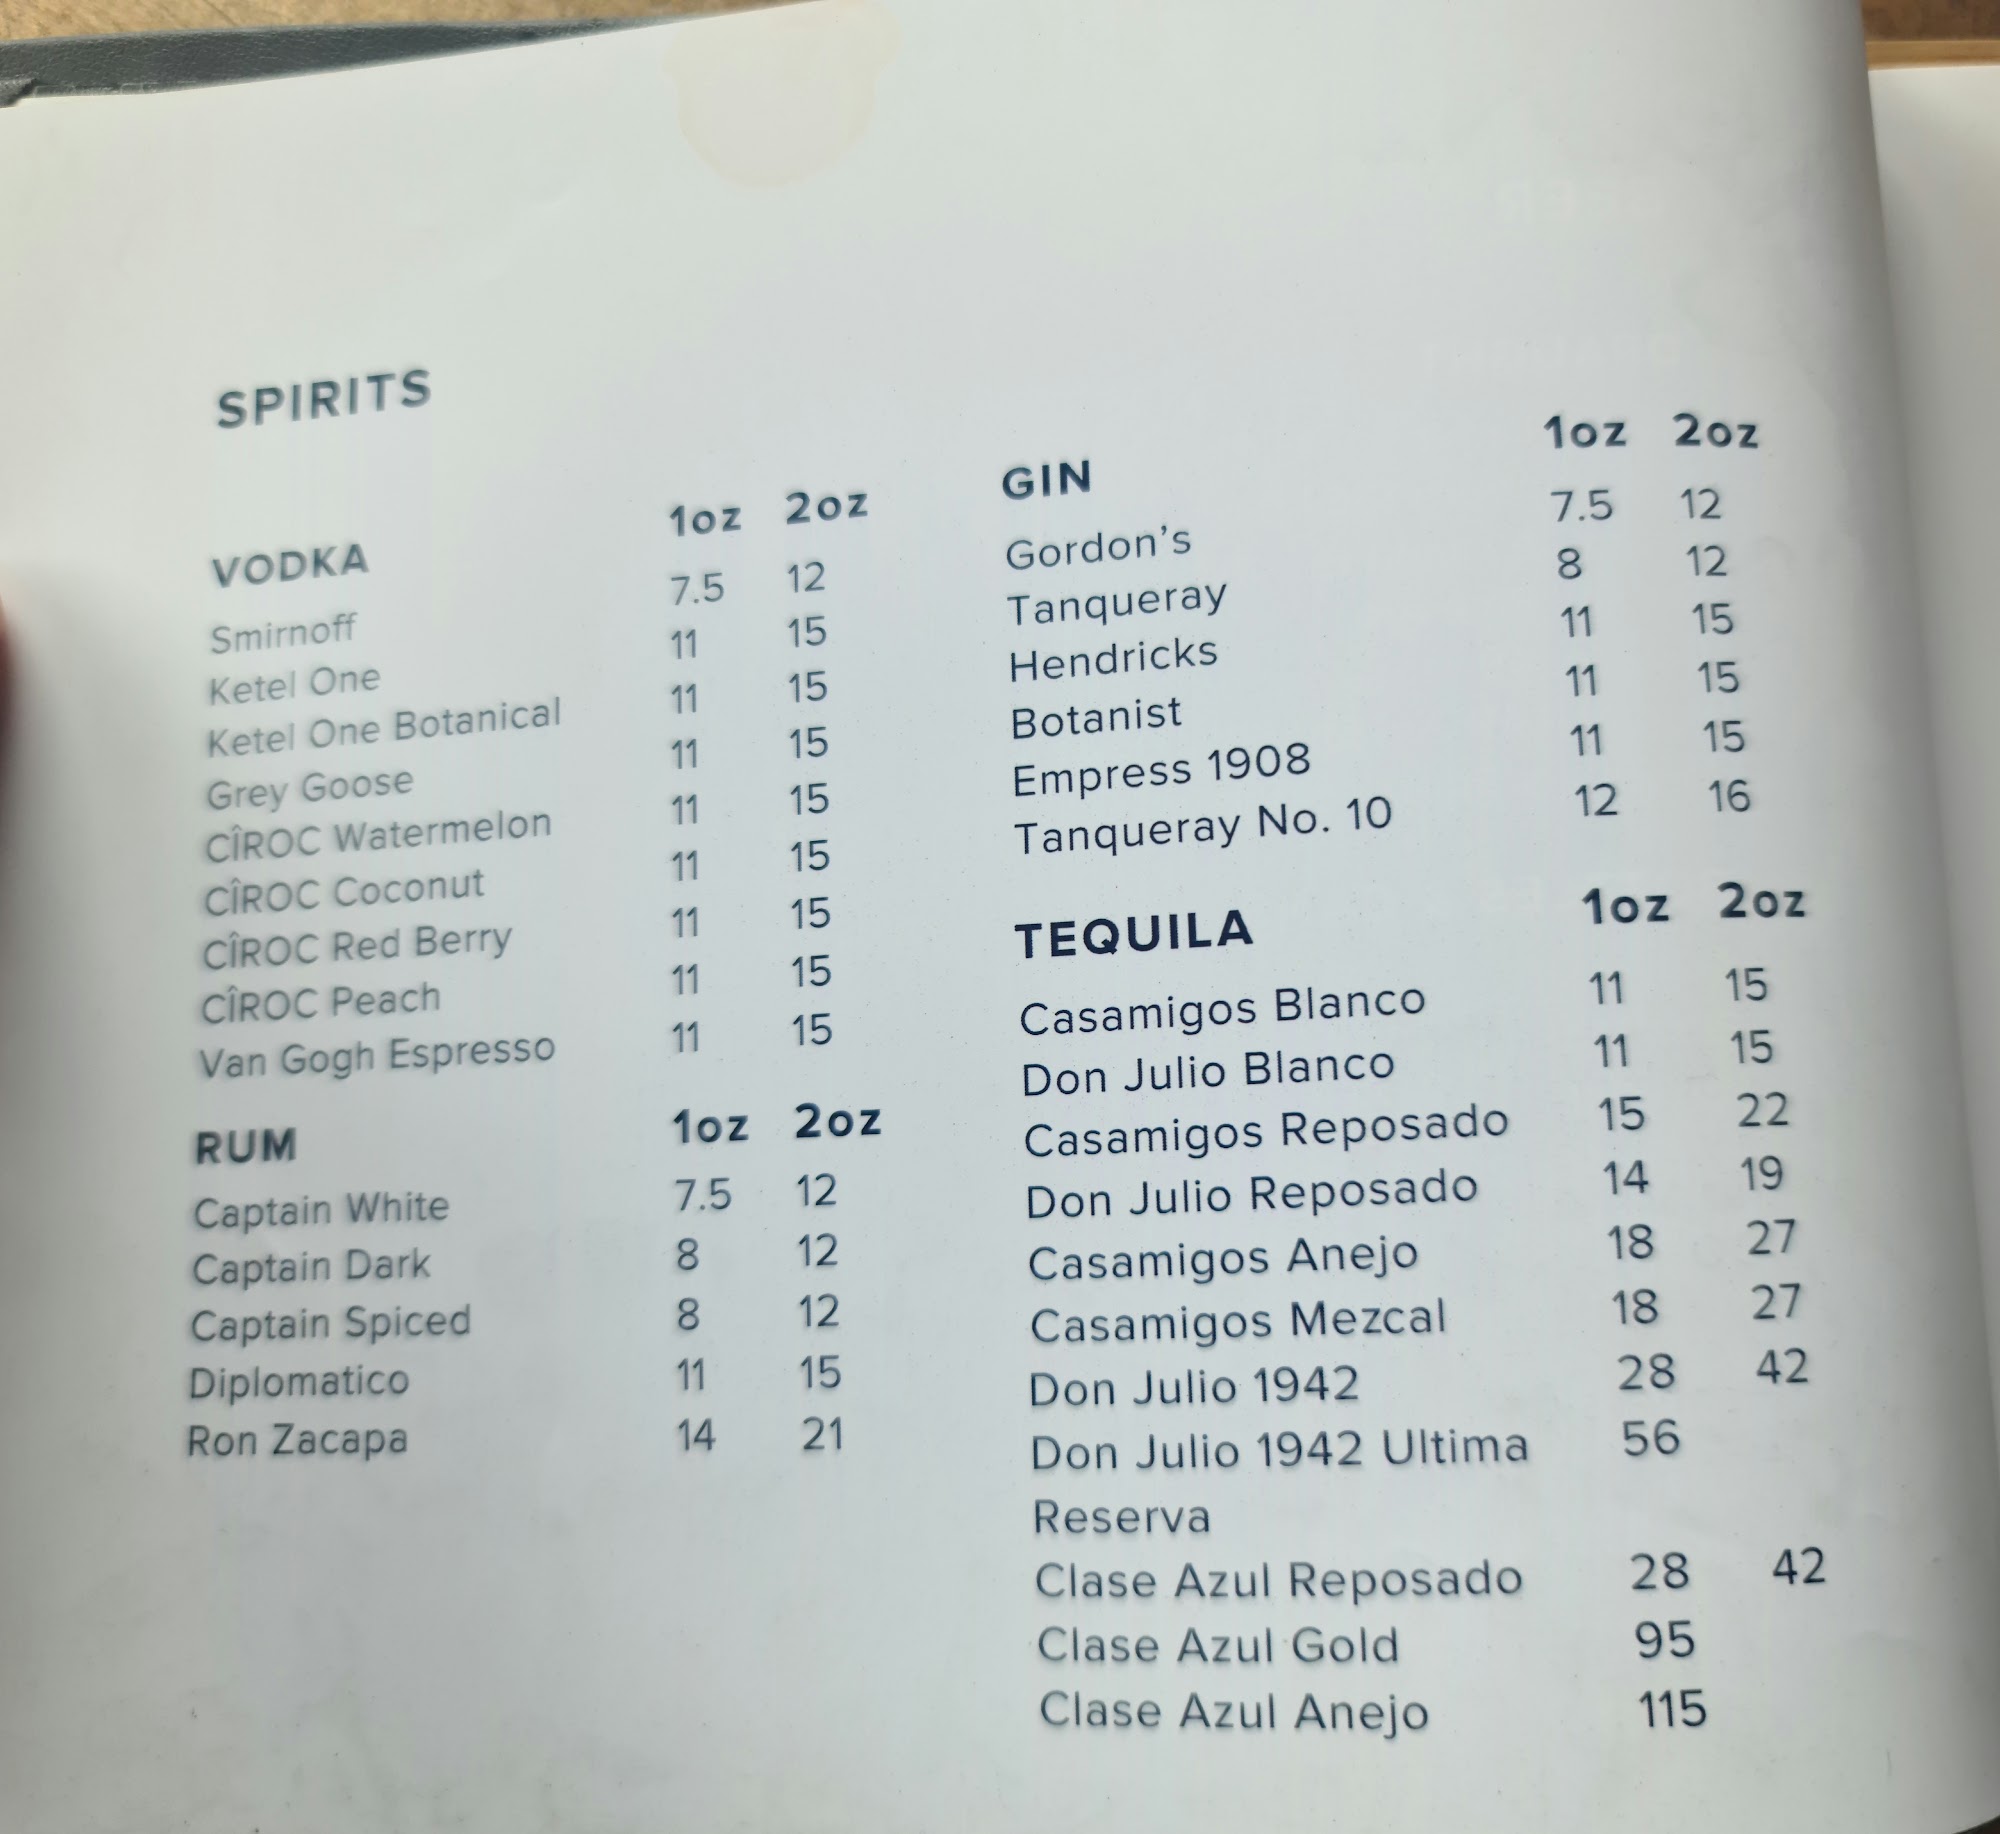 SPIRITS
VODKA 1oz 2oz
Smirnoff 7.5 12
Ketel One 11 15
Ketel One Botanical 11 15
Grey Goose 11 15
CÎROC Watermelon 11 15
CÎROC Coconut 11 15
CÎROC Red Berry 11 15
CÎROC Peach 11 15
Van Gogh Espresso 11 15
RUM 1oz 2oz
Captain White 7.5 12
Captain Dark 8 12
Captain Spiced 8 12
Diplomatico 11 15
Ron Zacapa 14 21
GIN 1oz 2oz
Gordon's 7.5 12
Tanqueray 8 12
Hendricks 11 15
Botanist 11 15
Empress 1908 11 15
Tanqueray No. 10 12 16
TEQUILA 1oz 2oz
Casamigos Blanco 11 15
Don Julio Blanco 11 15
Casamigos Reposado 15 22
Don Julio Reposado 14 19
Casamigos Anejo 18 27
Casamigos Mezcal 18 27
Don Julio 1942 28 42
Don Julio 1942 Ultima 56
Reserva
Clase Azul Reposado 28 42
Clase Azul Gold 95
Clase Azul Anejo 115